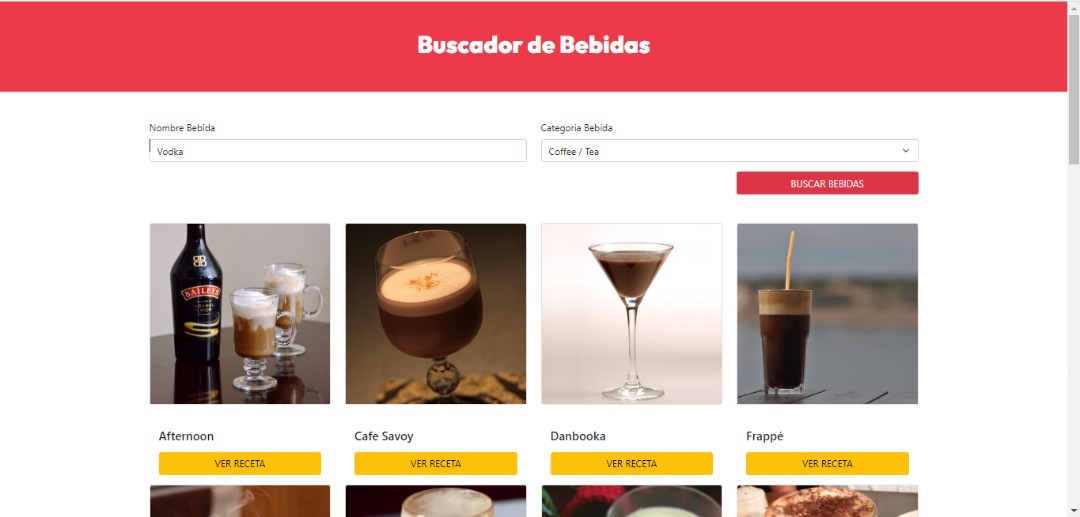 Buscador de Bebidas
Nombre Bebida
Categoria Bebida
Vodka
Coffee / Tea
BUSCAR BEBIDAS
BAILEYS
Afternoon
Cafe Savoy
Danbooka
Frappé
VER RECETA
VER RECETA
VER RECETA
VER RECETA